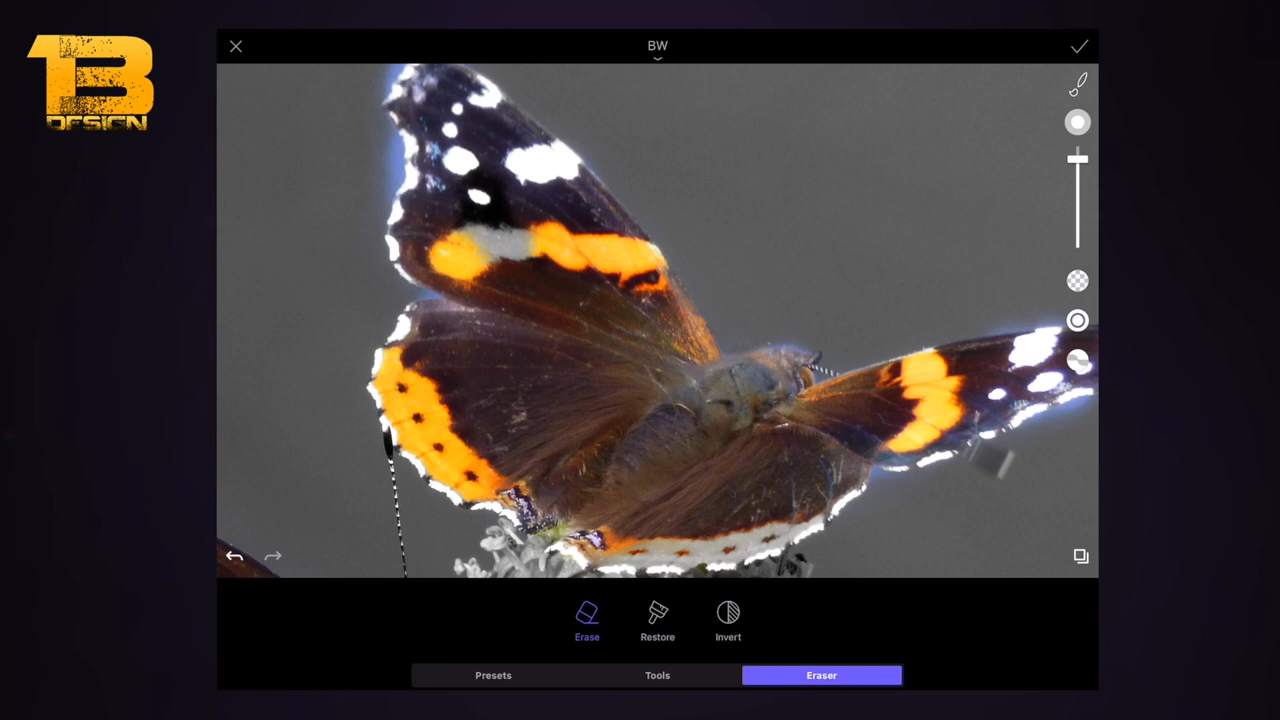 13
DESIGN
BW
Erase
Restore
Invert
Presets
Tools
Eraser